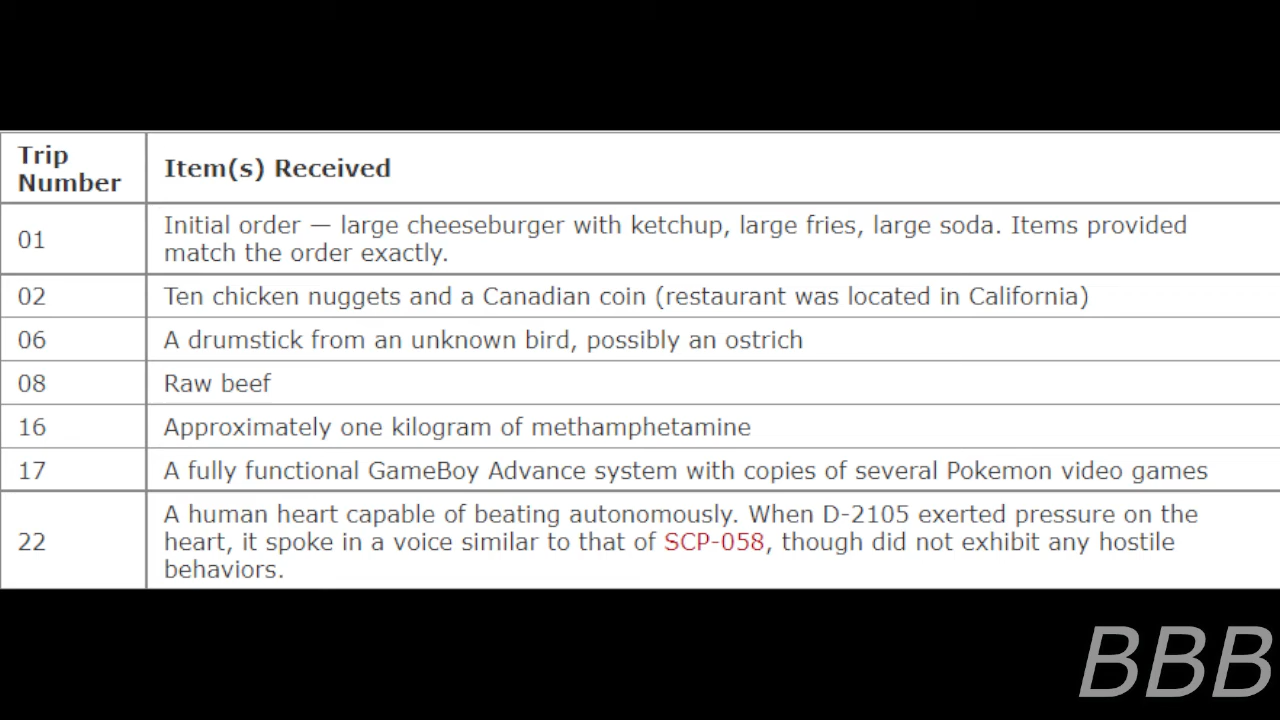 Trip
Number
Item(s) Received
01
Initial order — large cheeseburger with ketchup, large fries, large soda. Items provided
match the order exactly.
02
Ten chicken nuggets and a Canadian coin (restaurant was located in California)
06
A drumstick from an unknown bird, possibly an ostrich
08
Raw beef
16
Approximately one kilogram of methamphetamine
17
A fully functional GameBoy Advance system with copies of several Pokemon video games
22
A human heart capable of beating autonomously. When D-2105 exerted pressure on the
heart, it spoke in a voice similar to that of SCP-058, though did not exhibit any hostile
behaviors.
BBB